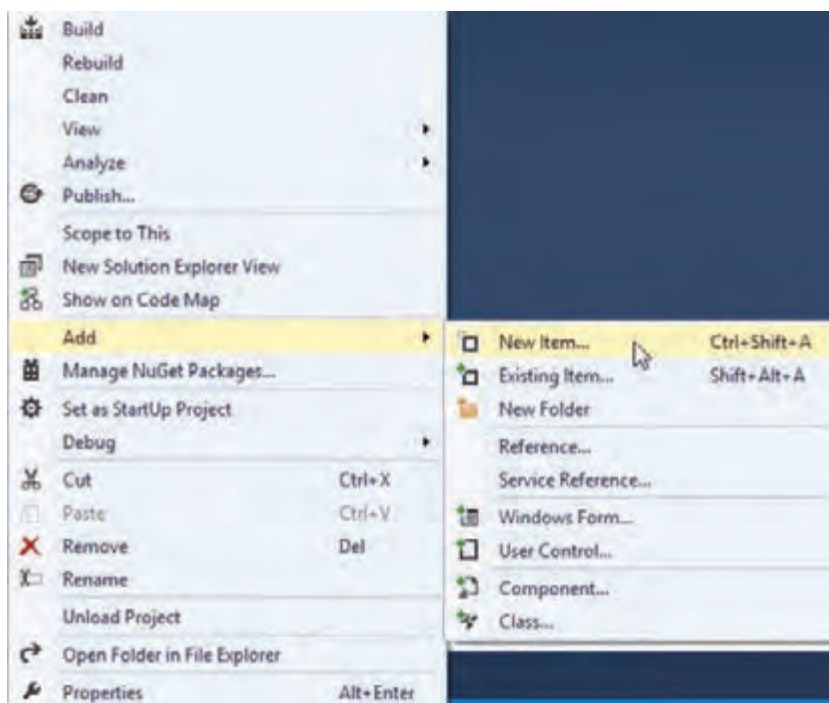 Build
Rebuild
Clean
View
Analyze
Publish...
Scope to This
New Solution Explorer View
Show on Code Map
Add
Manage NuGet Packages...
Set as StartUp Project
Debug
Cut Ctrl+X
Paste Ctrl+V
Remove Del
Rename
Unload Project
Open Folder in File Explorer
Properties Alt+Enter
New Item... Ctrl+Shift+A
Existing Item... Shift+Alt+A
New Folder
Reference...
Service Reference...
Windows Form...
User Control...
Component...
Class...